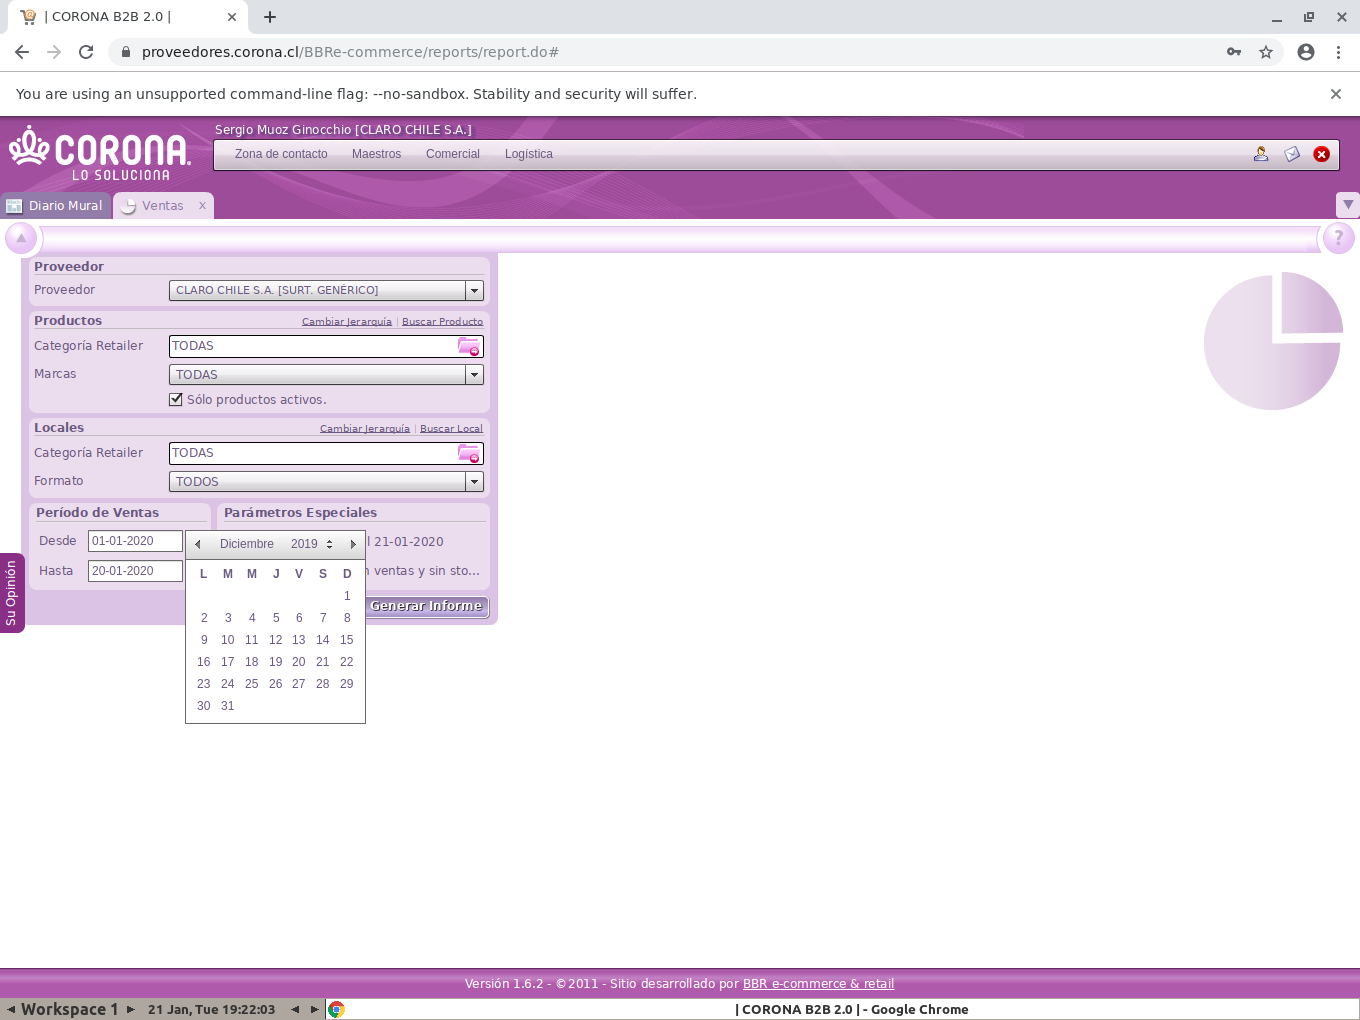 | CORONA B2B 2.0 |
proveedores.corona.cl/BBRe-commerce/reports/report.do#
You are using an unsupported command-line flag: --no-sandbox. Stability and security will suffer.
CORONA
LO SOLUCIONA
Sergio Muoz Ginocchio [CLARO CHILE S.A.]
Zona de contacto Maestros Comercial Logística
Diario Mural Ventas x
?
Proveedor
Proveedor CLARO CHILE S.A. [SURT. GENÉRICO]
Productos Cambiar Jerarquía | Buscar Producto
Categoría Retailer TODAS
Marcas TODAS
Sólo productos activos.
Locales Cambiar Jerarquía | Buscar Local
Categoría Retailer TODAS
Formato TODOS
Período de Ventas Parámetros Especiales
Desde 01-01-2020 l 21-01-2020
Hasta 20-01-2020 n ventas y sin sto...
Diciembre 2019
L M M J V S D
1
2 3 4 5 6 7 8
9 10 11 12 13 14 15
16 17 18 19 20 21 22
23 24 25 26 27 28 29
30 31
Generar Informe
Su Opinión
Versión 1.6.2 - ©2011 - Sitio desarrollado por BBR e-commerce & retail
Workspace 1 21 Jan, Tue 19:22:03 | CORONA B2B 2.0 | - Google Chrome